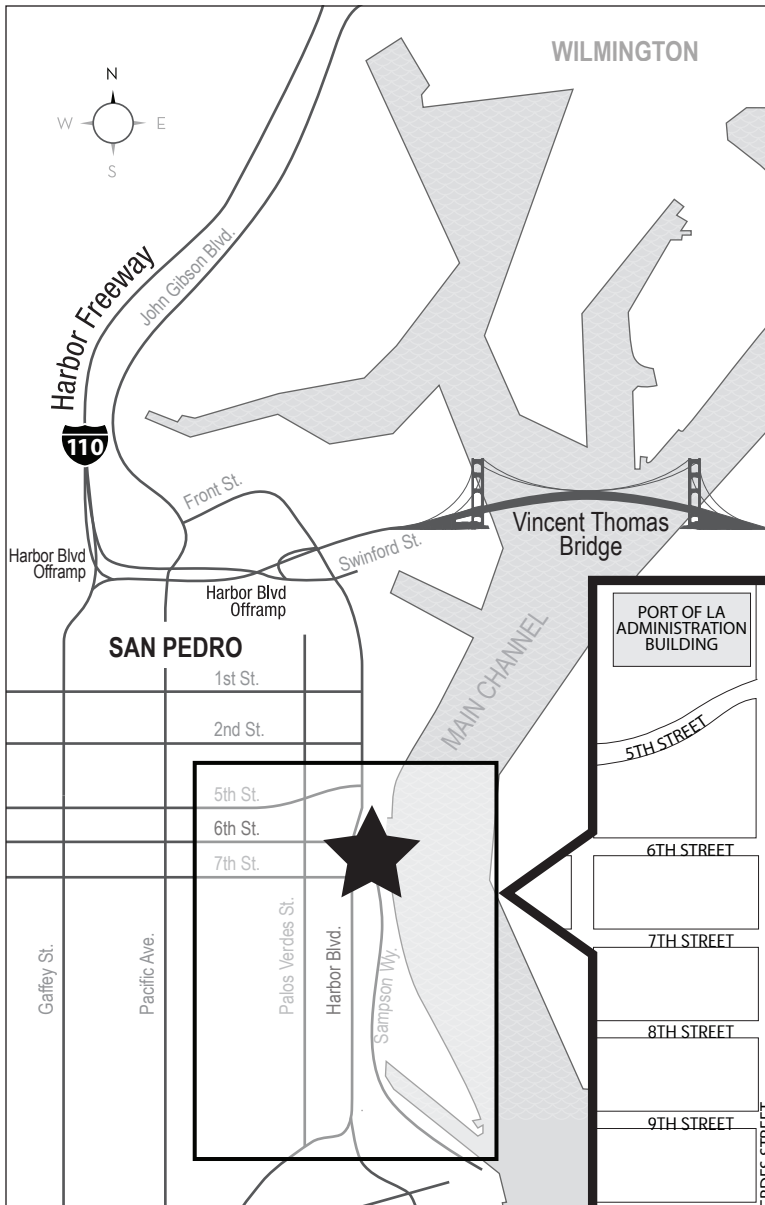 WILMINGTON
N
W
E
S
Harbor Freeway
John Gibson Blvd.
110
Front St.
Vincent Thomas
Bridge
Swinford St.
Harbor Blvd
Offramp
Harbor Blvd
Offramp
SAN PEDRO
PORT OF LA
ADMINISTRATION
BUILDING
MAIN CHANNEL
1st St.
2nd St.
5TH STREET
5th St.
6th St.
7th St.
6TH STREET
7TH STREET
Gaffey St.
Pacific Ave.
Palos Verdes St.
Harbor Blvd.
Sampson Wy.
8TH STREET
9TH STREET
RDES STREET